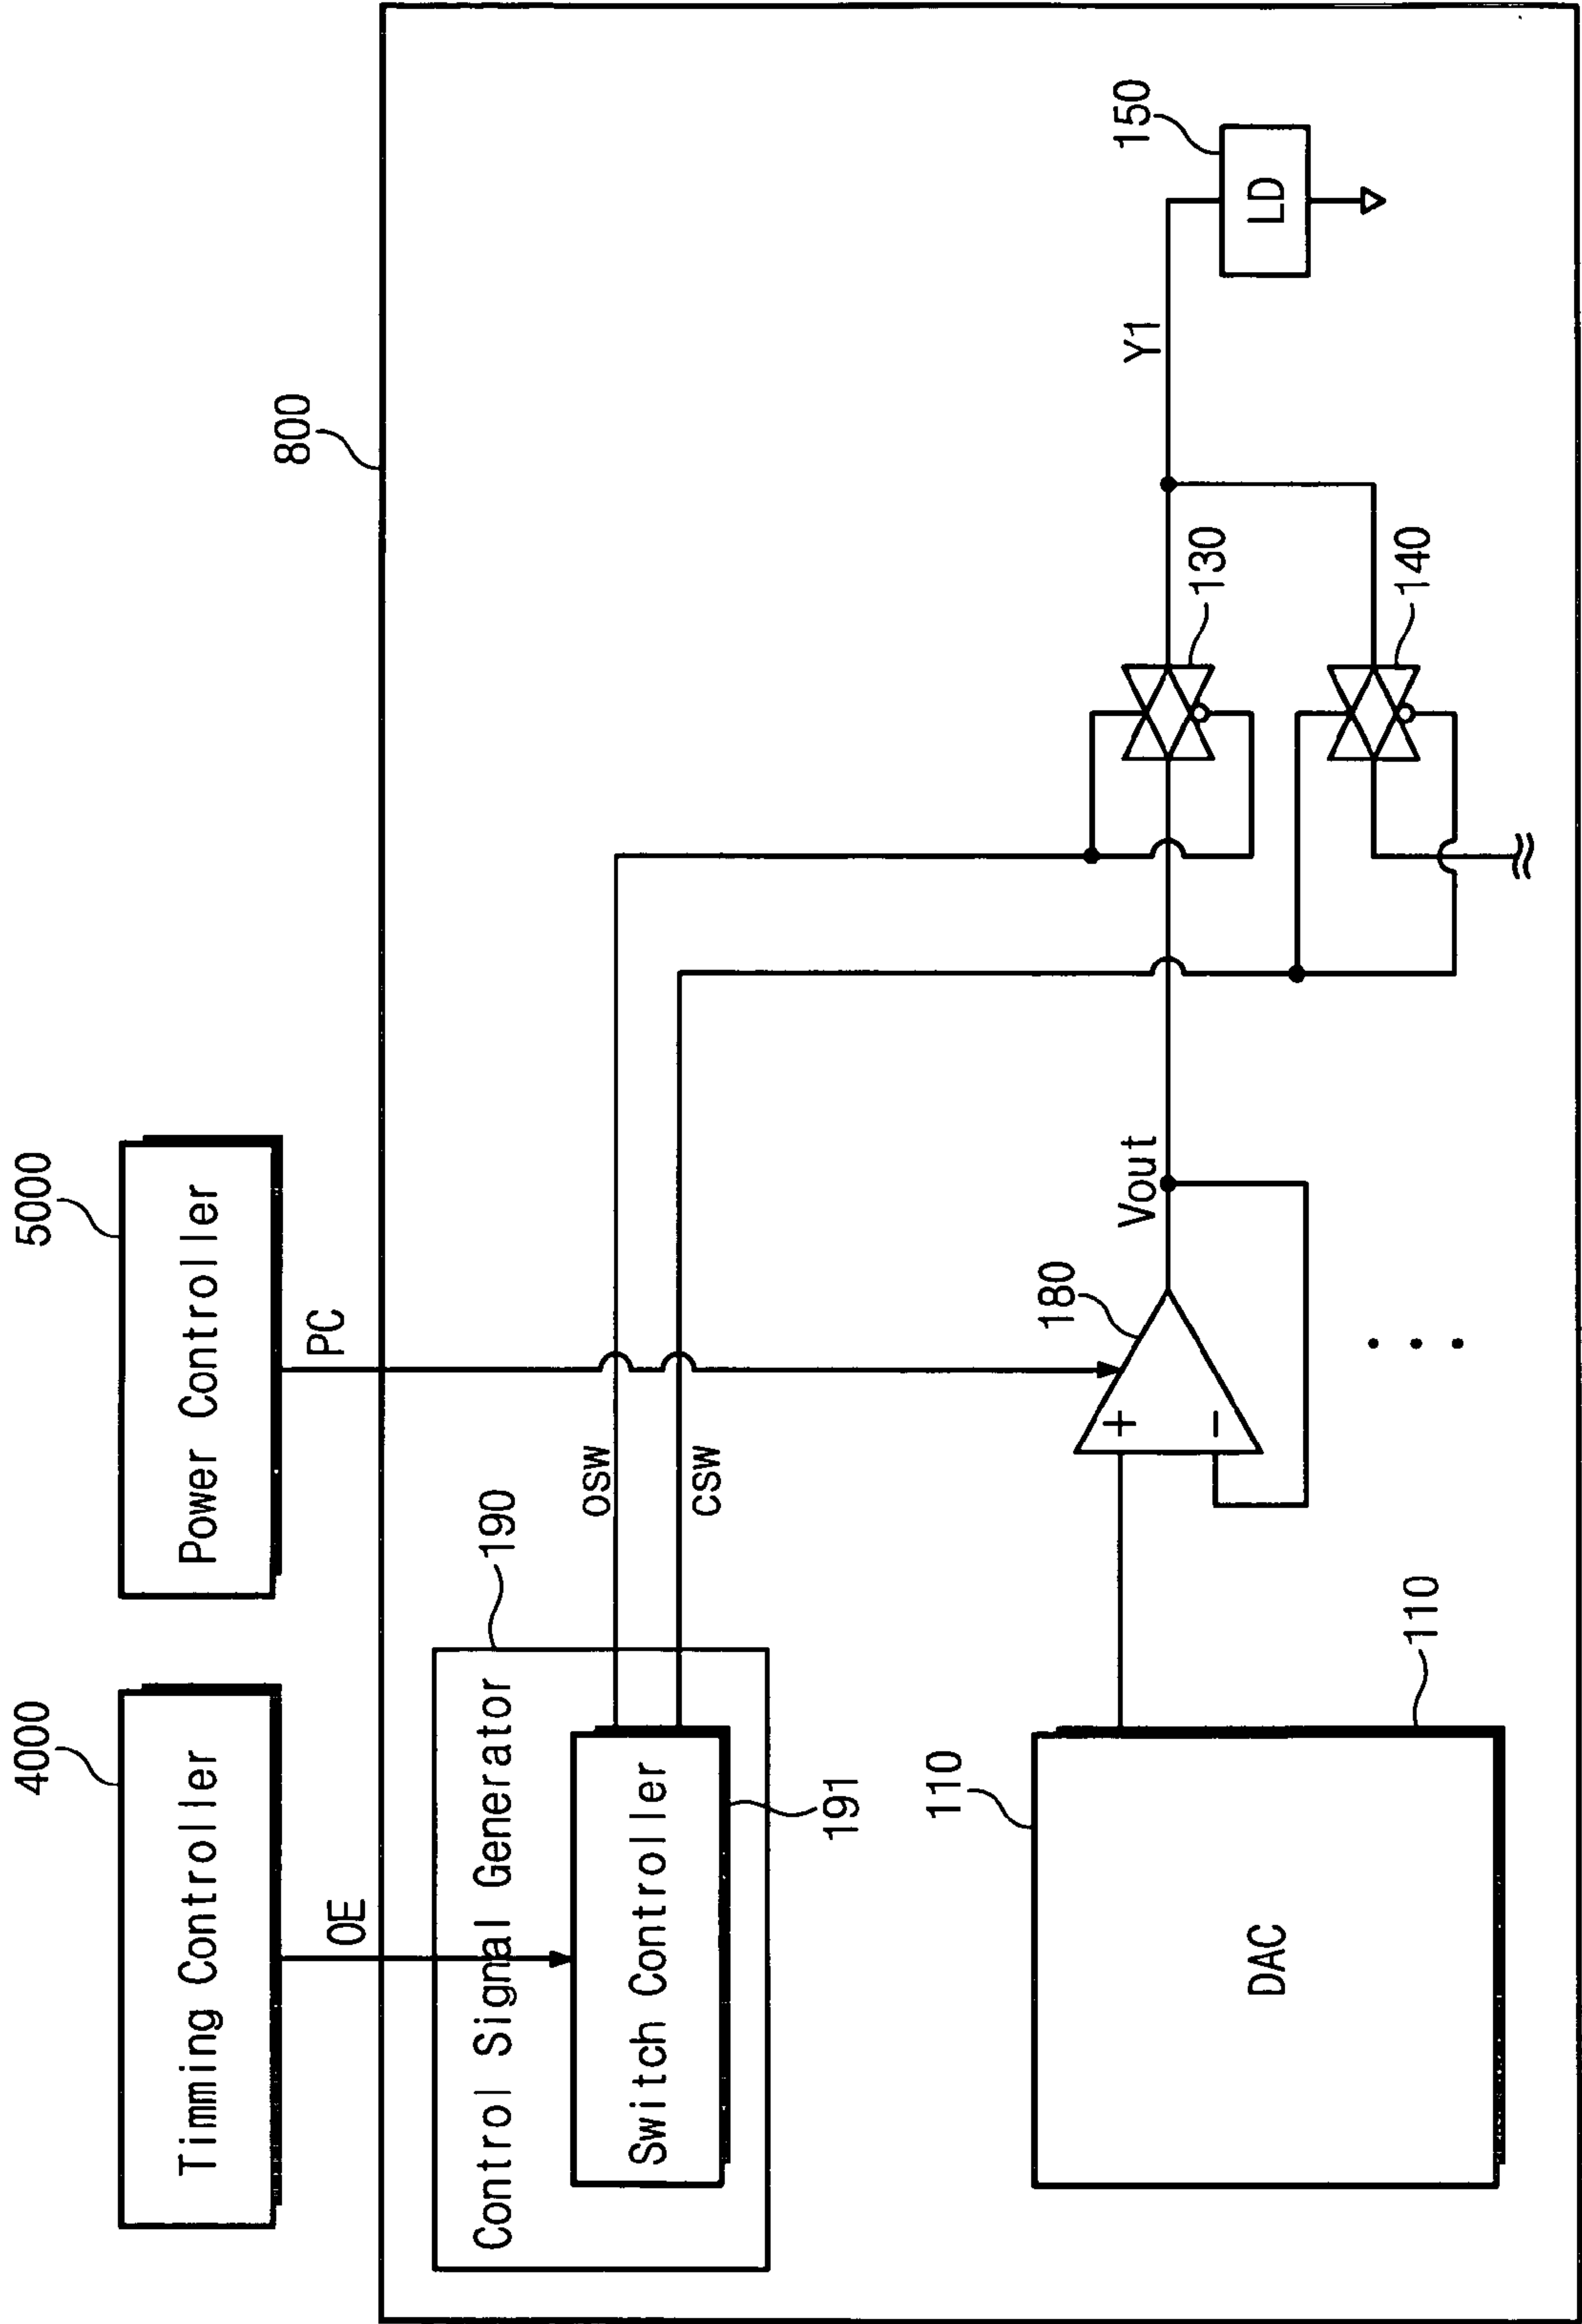 4000
5000
Timming Controller
Power Controller
OE
PC
800
190
Control Signal Generator
Switch Controller
191
OSW
CSW
110
DAC
110
180
+
-
Vout
130
140
Y1
150
LD